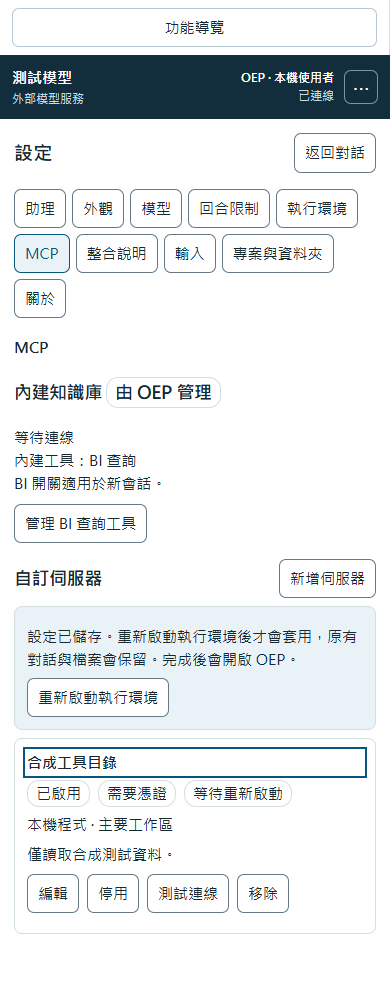 功能導覽
測試模型
外部模型服務
OEP · 本機使用者
已連線
...
設定
返回對話
助理 外觀 模型 回合限制 執行環境
MCP 整合說明 輸入 專案與資料夾
關於
MCP
內建知識庫 由 OEP 管理
等待連線
內建工具：BI 查詢
BI 開關適用於新會話。
管理 BI 查詢工具
自訂伺服器 新增伺服器
設定已儲存。重新啟動執行環境後才會套用，原有
對話與檔案會保留。完成後會開啟 OEP。
重新啟動執行環境
合成工具目錄
已啟用 需要憑證 等待重新啟動
本機程式 · 主要工作區
僅讀取合成測試資料。
編輯 停用 測試連線 移除